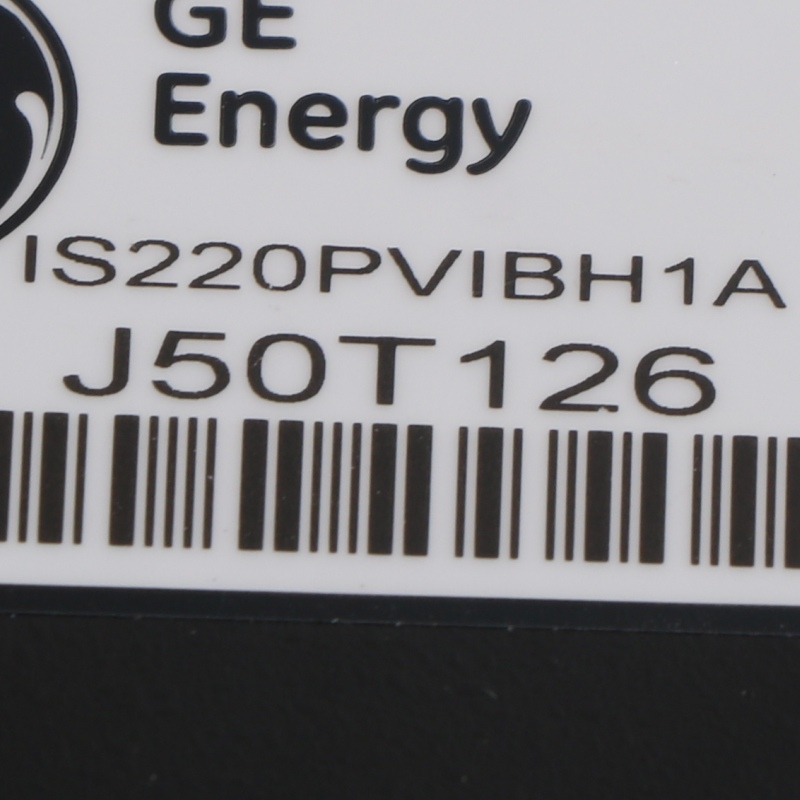 GE
Energy
IS220PVIBH1A
J50T126